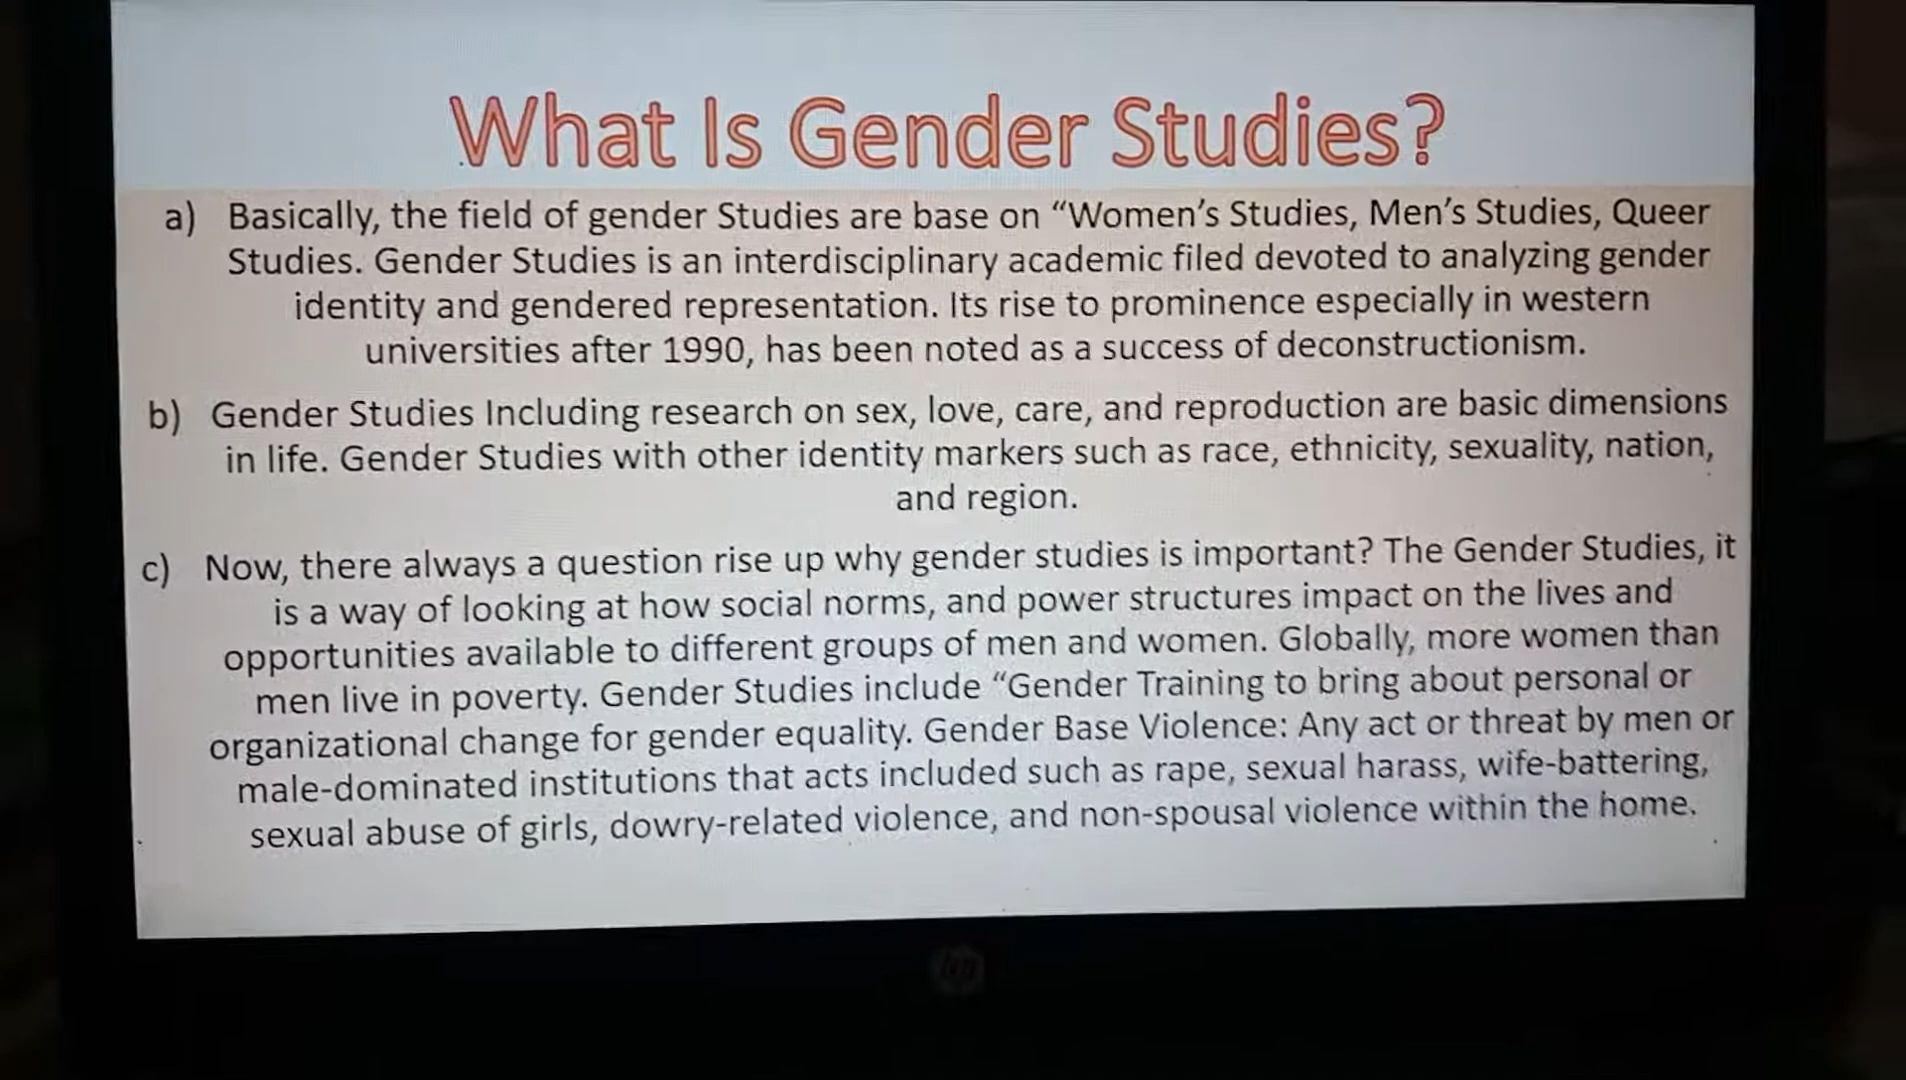 What Is Gender Studies?
a) Basically, the field of gender Studies are base on “Women’s Studies, Men’s Studies, Queer
Studies. Gender Studies is an interdisciplinary academic filed devoted to analyzing gender
identity and gendered representation. Its rise to prominence especially in western
universities after 1990, has been noted as a success of deconstructionism.
b) Gender Studies Including research on sex, love, care, and reproduction are basic dimensions
in life. Gender Studies with other identity markers such as race, ethnicity, sexuality, nation,
and region.
c) Now, there always a question rise up why gender studies is important? The Gender Studies, it
is a way of looking at how social norms, and power structures impact on the lives and
opportunities available to different groups of men and women. Globally, more women than
men live in poverty. Gender Studies include “Gender Training to bring about personal or
organizational change for gender equality. Gender Base Violence: Any act or threat by men or
male-dominated institutions that acts included such as rape, sexual harass, wife-battering,
sexual abuse of girls, dowry-related violence, and non-spousal violence within the home.
hp